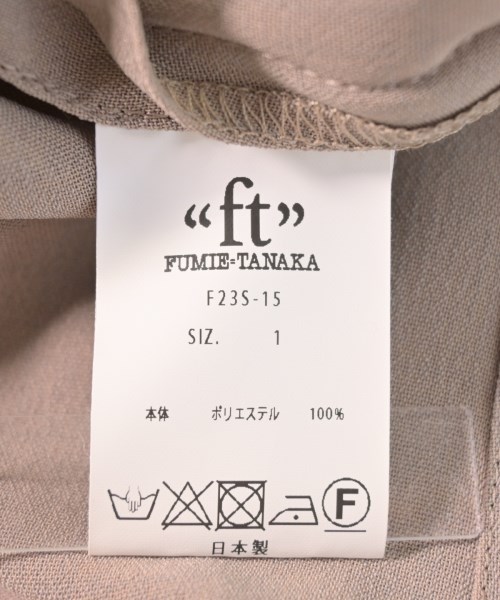 “ft”
FUMIE=TANAKA
F23S-15
SIZ. 1
本体 ポリエステル 100%
F
日本製